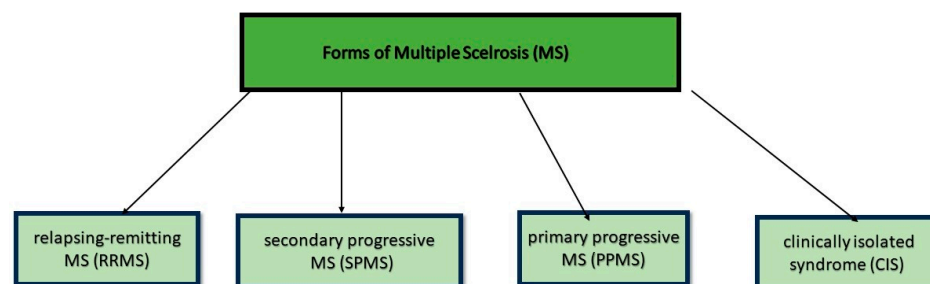 Forms of Multiple Scelrosis (MS)
relapsing-remitting
MS (RRMS)
secondary progressive
MS (SPMS)
primary progressive
MS (PPMS)
clinically isolated
syndrome (CIS)